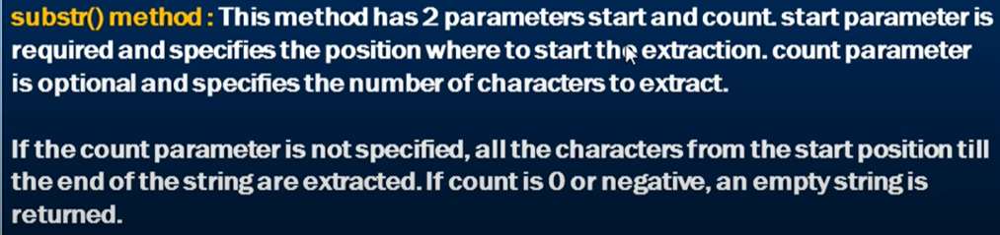 substr() method : This method has 2 parameters start and count. start parameter is
required and specifies the position where to start the extraction. count parameter
is optional and specifies the number of characters to extract.
If the count parameter is not specified, all the characters from the start position till
the end of the string are extracted. If count is 0 or negative, an empty string is
returned.